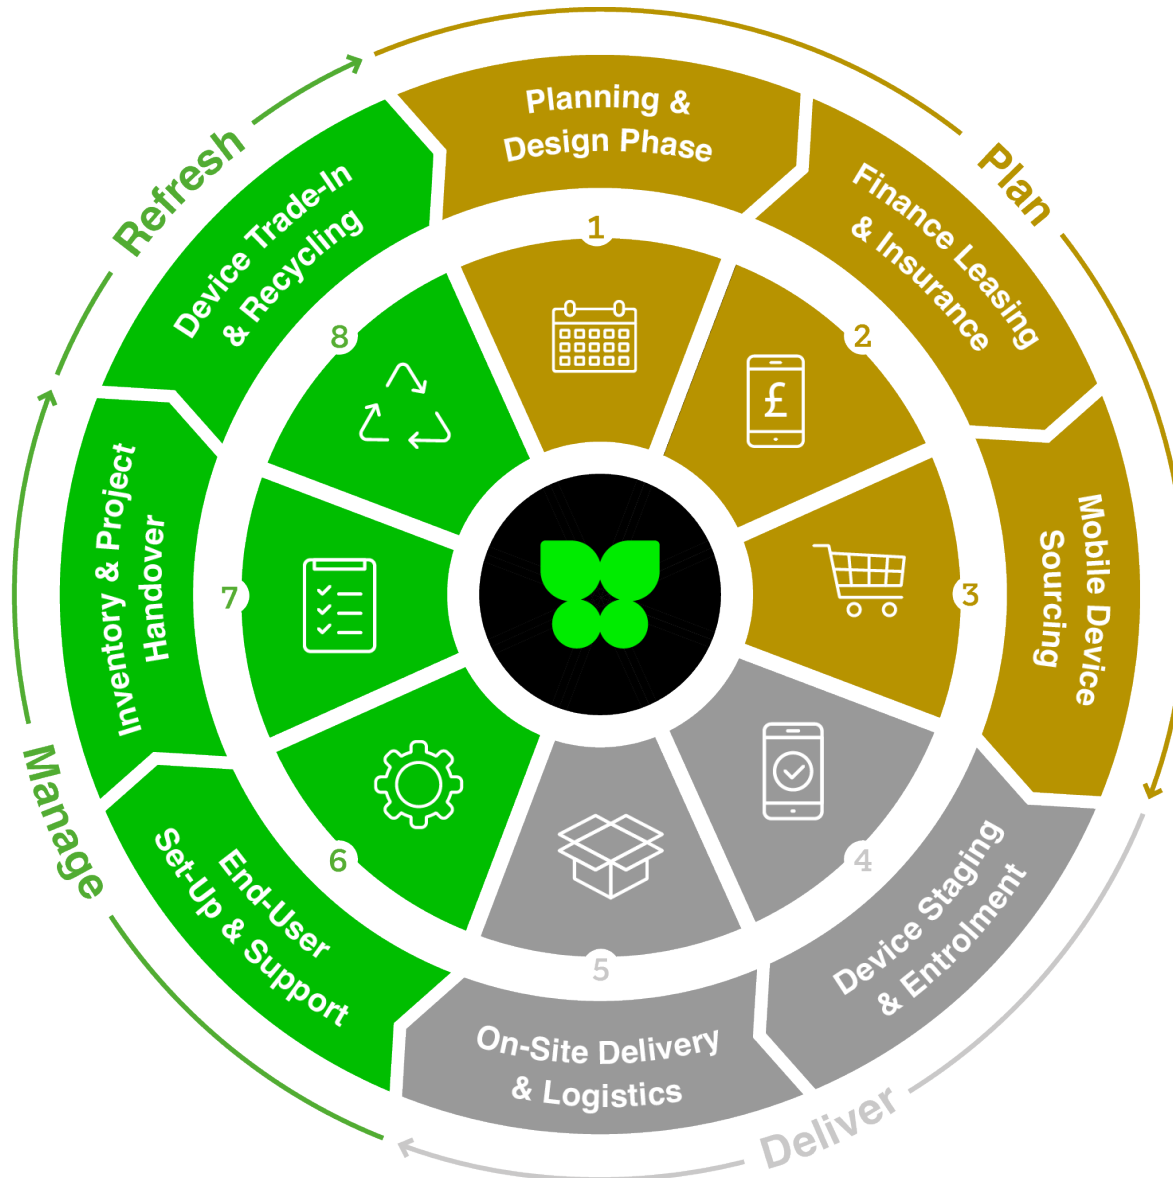 Planning &
Design Phase
Finance Leasing
& Insurance
Mobile Device
Sourcing
Device Staging
& Entrolment
On-Site Delivery
& Logistics
End-User
Set-Up & Support
Inventory & Project
Handover
Device Trade-In
& Recycling
Plan
Deliver
Manage
Refresh
1
2
£
3
4
5
6
7
8